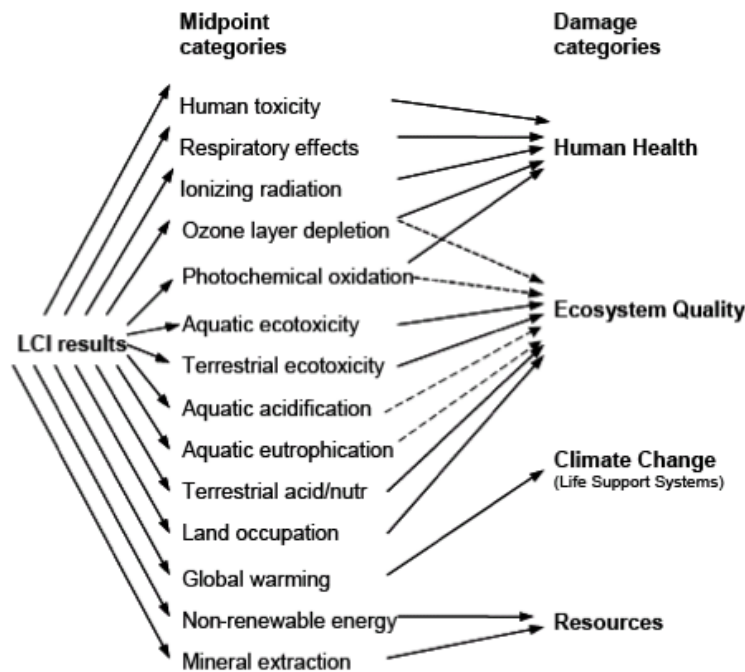 Midpoint
categories
Damage
categories
Human toxicity
Respiratory effects
Human Health
Ionizing radiation
Ozone layer depletion
Photochemical oxidation
Ecosystem Quality
Aquatic ecotoxicity
LCI results
Terrestrial ecotoxicity
Aquatic acidification
Aquatic eutrophication
Climate Change
(Life Support Systems)
Terrestrial acid/nutr
Land occupation
Global warming
Non-renewable energy
Resources
Mineral extraction